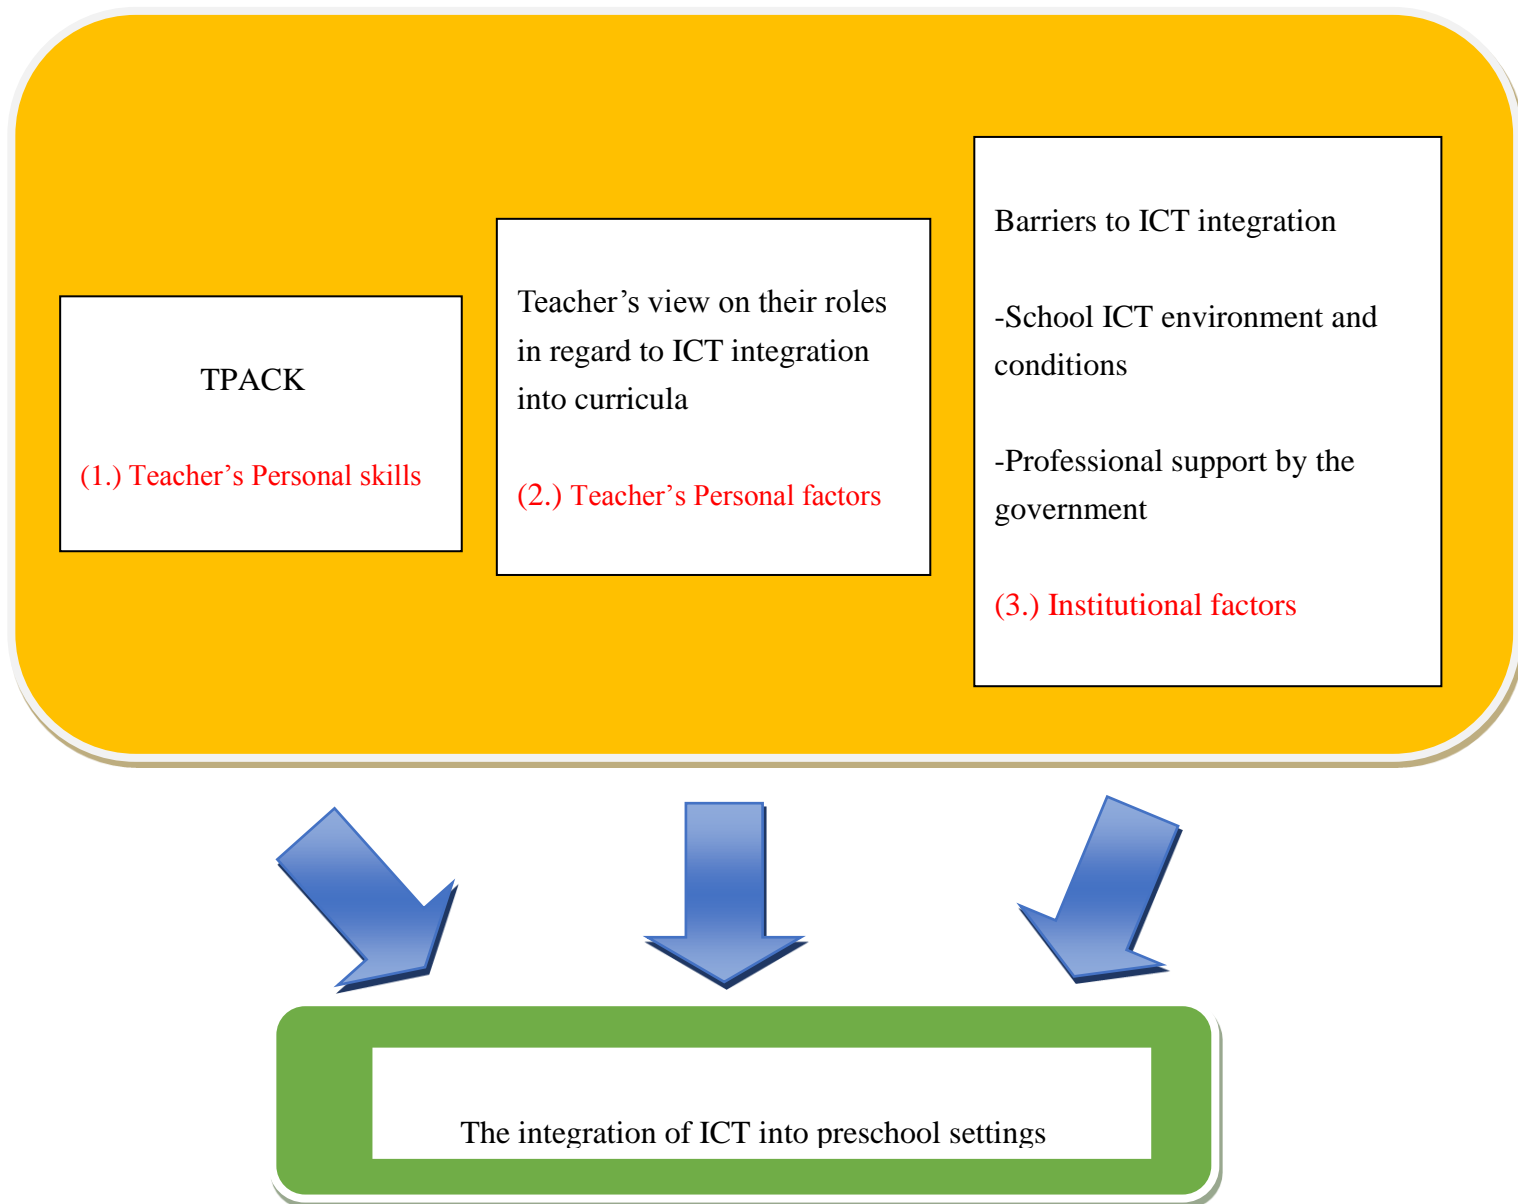 TPACK
(1.) Teacher’s Personal skills
Teacher’s view on their roles
in regard to ICT integration
into curricula
(2.) Teacher’s Personal factors
Barriers to ICT integration
-School ICT environment and
conditions
-Professional support by the
government
(3.) Institutional factors
The integration of ICT into preschool settings